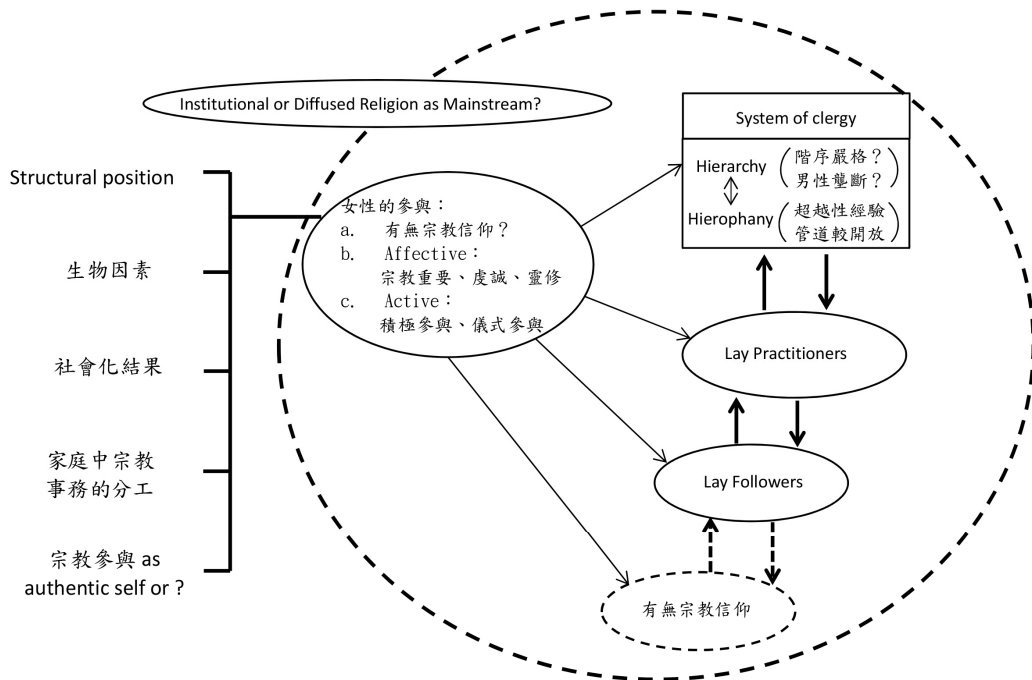 Institutional or Diffused Religion as Mainstream?
Structural position
生物因素
社會化結果
家庭中宗教
事務的分工
宗教參與 as
authentic self or ?
女性的參與：
a. 有無宗教信仰？
b. Affective：
宗教重要、虔誠、靈修
c. Active：
積極參與、儀式參與
System of clergy
Hierarchy
階序嚴格？
男性壟斷？
Hierophany
超越性經驗
管道較開放
Lay Practitioners
Lay Followers
有無宗教信仰